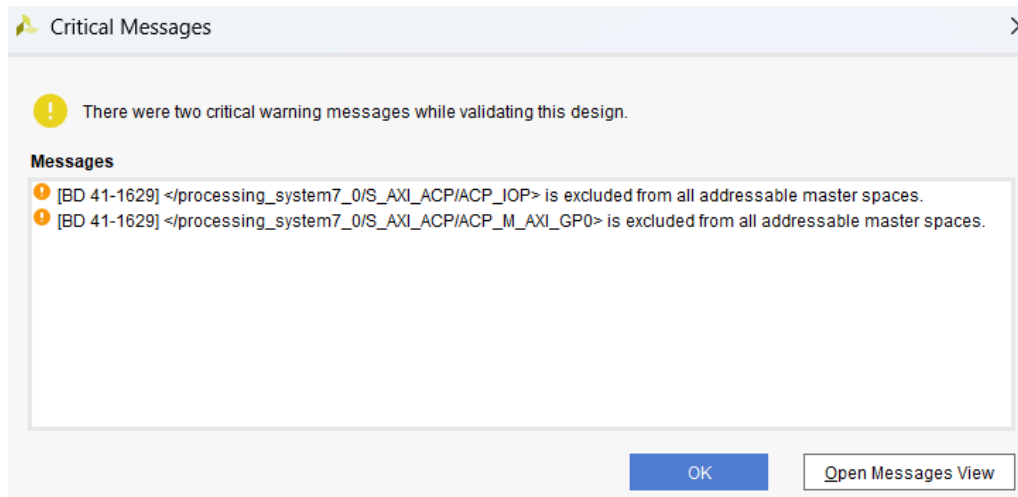 Critical Messages
There were two critical warning messages while validating this design.
Messages
[BD 41-1629] </processing_system7_0/S_AXI_ACP/ACP_IOP> is excluded from all addressable master spaces.
[BD 41-1629] </processing_system7_0/S_AXI_ACP/ACP_M_AXI_GP0> is excluded from all addressable master spaces.
OK
Open Messages View